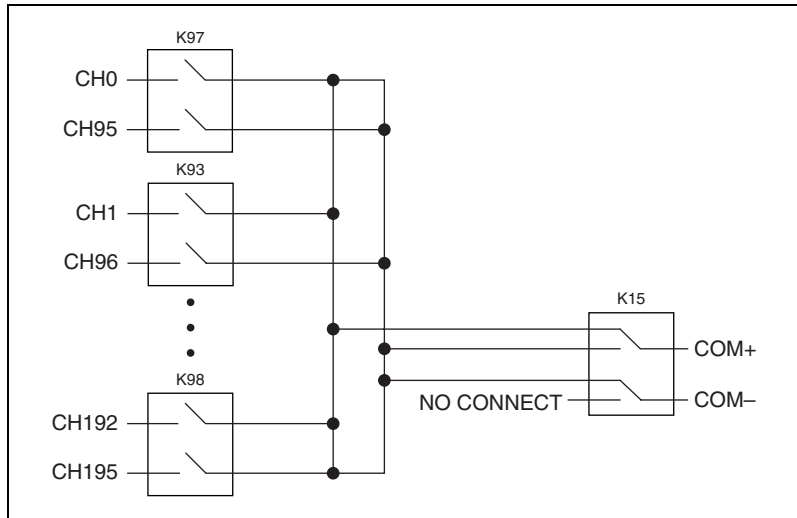 K97
CH0
CH95
K93
CH1
CH96
K15
COM+
NO CONNECT
COM–
K98
CH192
CH195